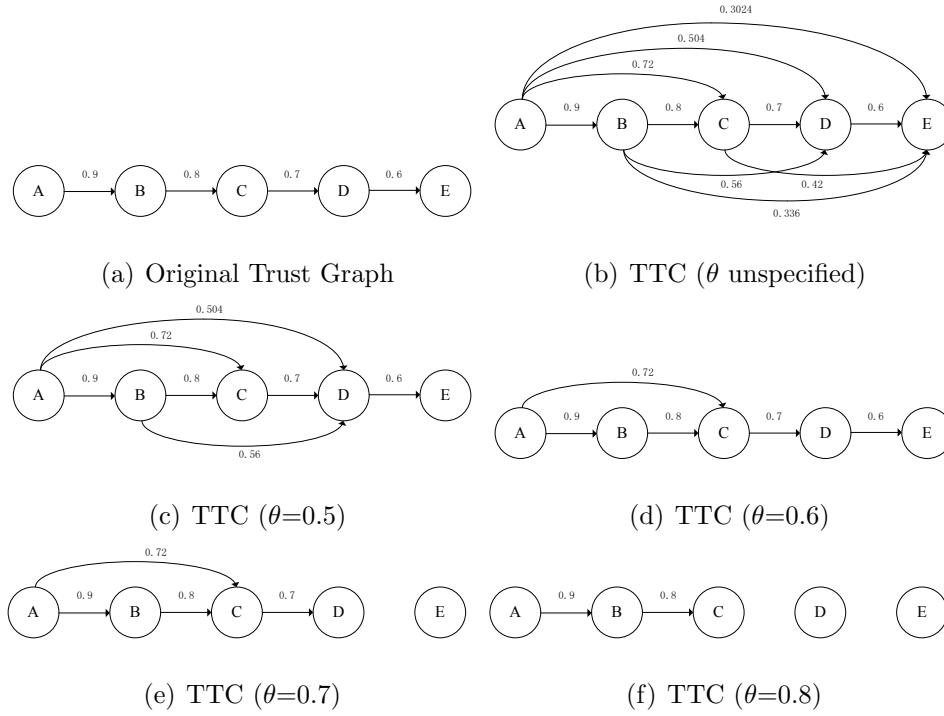 0.3024
0.504
0.72
A 0.9 B 0.8 C 0.7 D 0.6 E
0.56 0.42
0.336
A 0.9 B 0.8 C 0.7 D 0.6 E
(a) Original Trust Graph
(b) TTC (θ unspecified)
0.504
0.72
A 0.9 B 0.8 C 0.7 D 0.6 E
0.56
(c) TTC (θ=0.5)
0.72
A 0.9 B 0.8 C 0.7 D 0.6 E
(d) TTC (θ=0.6)
0.72
A 0.9 B 0.8 C 0.7 D E
(e) TTC (θ=0.7)
A 0.9 B 0.8 C D E
(f) TTC (θ=0.8)